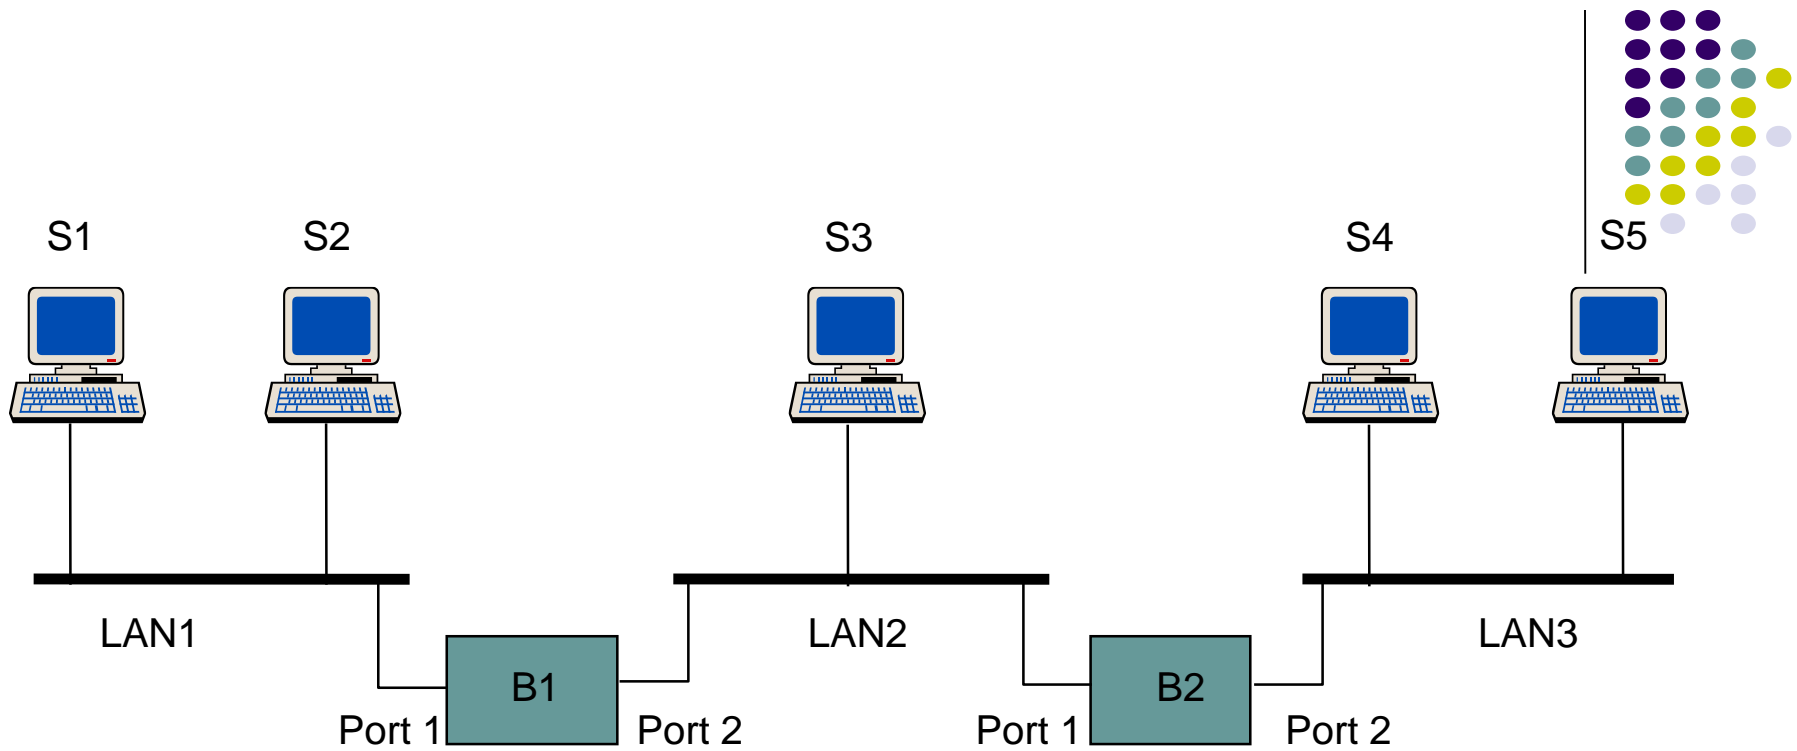 S1 S2 S3 S4 S5
LAN1 LAN2 LAN3
B1 B2
Port 1 Port 2 Port 1 Port 2